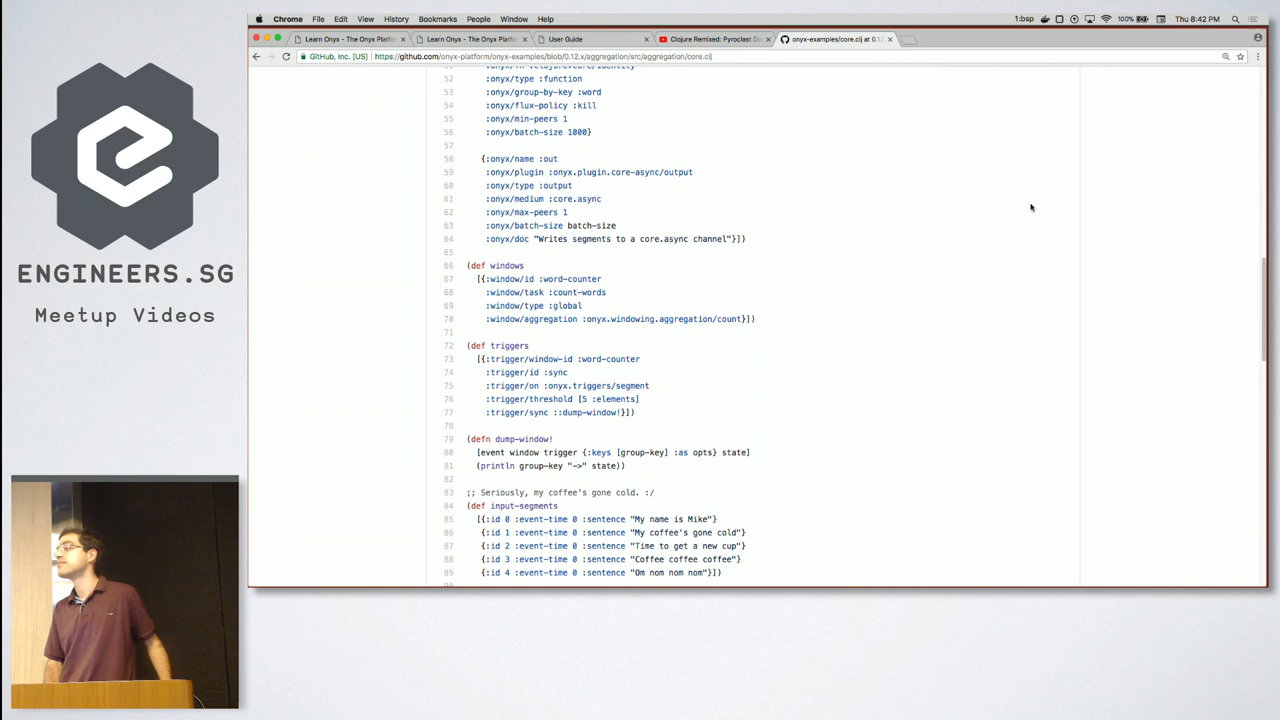 Chrome File Edit View History Bookmarks People Window Help 1:bsp 100% Thu 8:42 PM
Learn Onyx - The Onyx Platfo
Learn Onyx - The Onyx Platfo
User Guide
Clojure Remixed: Pyroclast Da
onyx-examples/core.clj at 0.12
GitHub, Inc. [US] https://github.com/onyx-platform/onyx-examples/blob/0.12.x/aggregation/src/aggregation/core.clj
52 :onyx/type :function
53 :onyx/group-by-key :word
54 :onyx/flux-policy :kill
55 :onyx/min-peers 1
56 :onyx/batch-size 1000}
57
58 {:onyx/name :out
59 :onyx/plugin :onyx.plugin.core-async/output
60 :onyx/type :output
61 :onyx/medium :core.async
62 :onyx/max-peers 1
63 :onyx/batch-size batch-size
64 :onyx/doc "Writes segments to a core.async channel"}])
65
66 (def windows
67 [{:window/id :word-counter
68 :window/task :count-words
69 :window/type :global
70 :window/aggregation :onyx.windowing.aggregation/count}])
71
72 (def triggers
73 [{:trigger/window-id :word-counter
74 :trigger/id :sync
75 :trigger/on :onyx.triggers/segment
76 :trigger/threshold [5 :elements]
77 :trigger/sync ::dump-window!}])
78
79 (defn dump-window!
80 [event window trigger {:keys [group-key] :as opts} state]
81 (println group-key "->" state))
82
83 ;; Seriously, my coffee's gone cold. :/
84 (def input-segments
85 [{:id 0 :event-time 0 :sentence "My name is Mike"}
86 {:id 1 :event-time 0 :sentence "My coffee's gone cold"}
87 {:id 2 :event-time 0 :sentence "Time to get a new cup"}
88 {:id 3 :event-time 0 :sentence "Coffee coffee coffee"}
89 {:id 4 :event-time 0 :sentence "Om nom nom nom"}])
ENGINEERS.SG
Meetup Videos